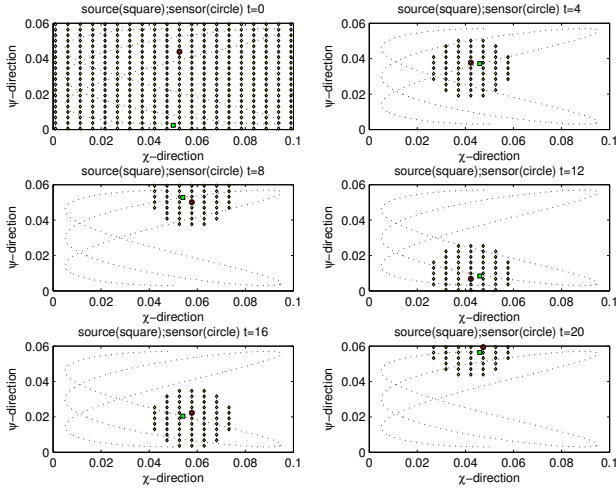 source(square);sensor(circle) t=0
0.06
0.04
0.02
0
ψ−direction
0 0.02 0.04 0.06 0.08 0.1
χ−direction
source(square);sensor(circle) t=4
0.06
0.04
0.02
0
ψ−direction
0 0.02 0.04 0.06 0.08 0.1
χ−direction
source(square);sensor(circle) t=8
0.06
0.04
0.02
0
ψ−direction
0 0.02 0.04 0.06 0.08 0.1
χ−direction
source(square);sensor(circle) t=12
0.06
0.04
0.02
0
ψ−direction
0 0.02 0.04 0.06 0.08 0.1
χ−direction
source(square);sensor(circle) t=16
0.06
0.04
0.02
0
ψ−direction
0 0.02 0.04 0.06 0.08 0.1
χ−direction
source(square);sensor(circle) t=20
0.06
0.04
0.02
0
ψ−direction
0 0.02 0.04 0.06 0.08 0.1
χ−direction